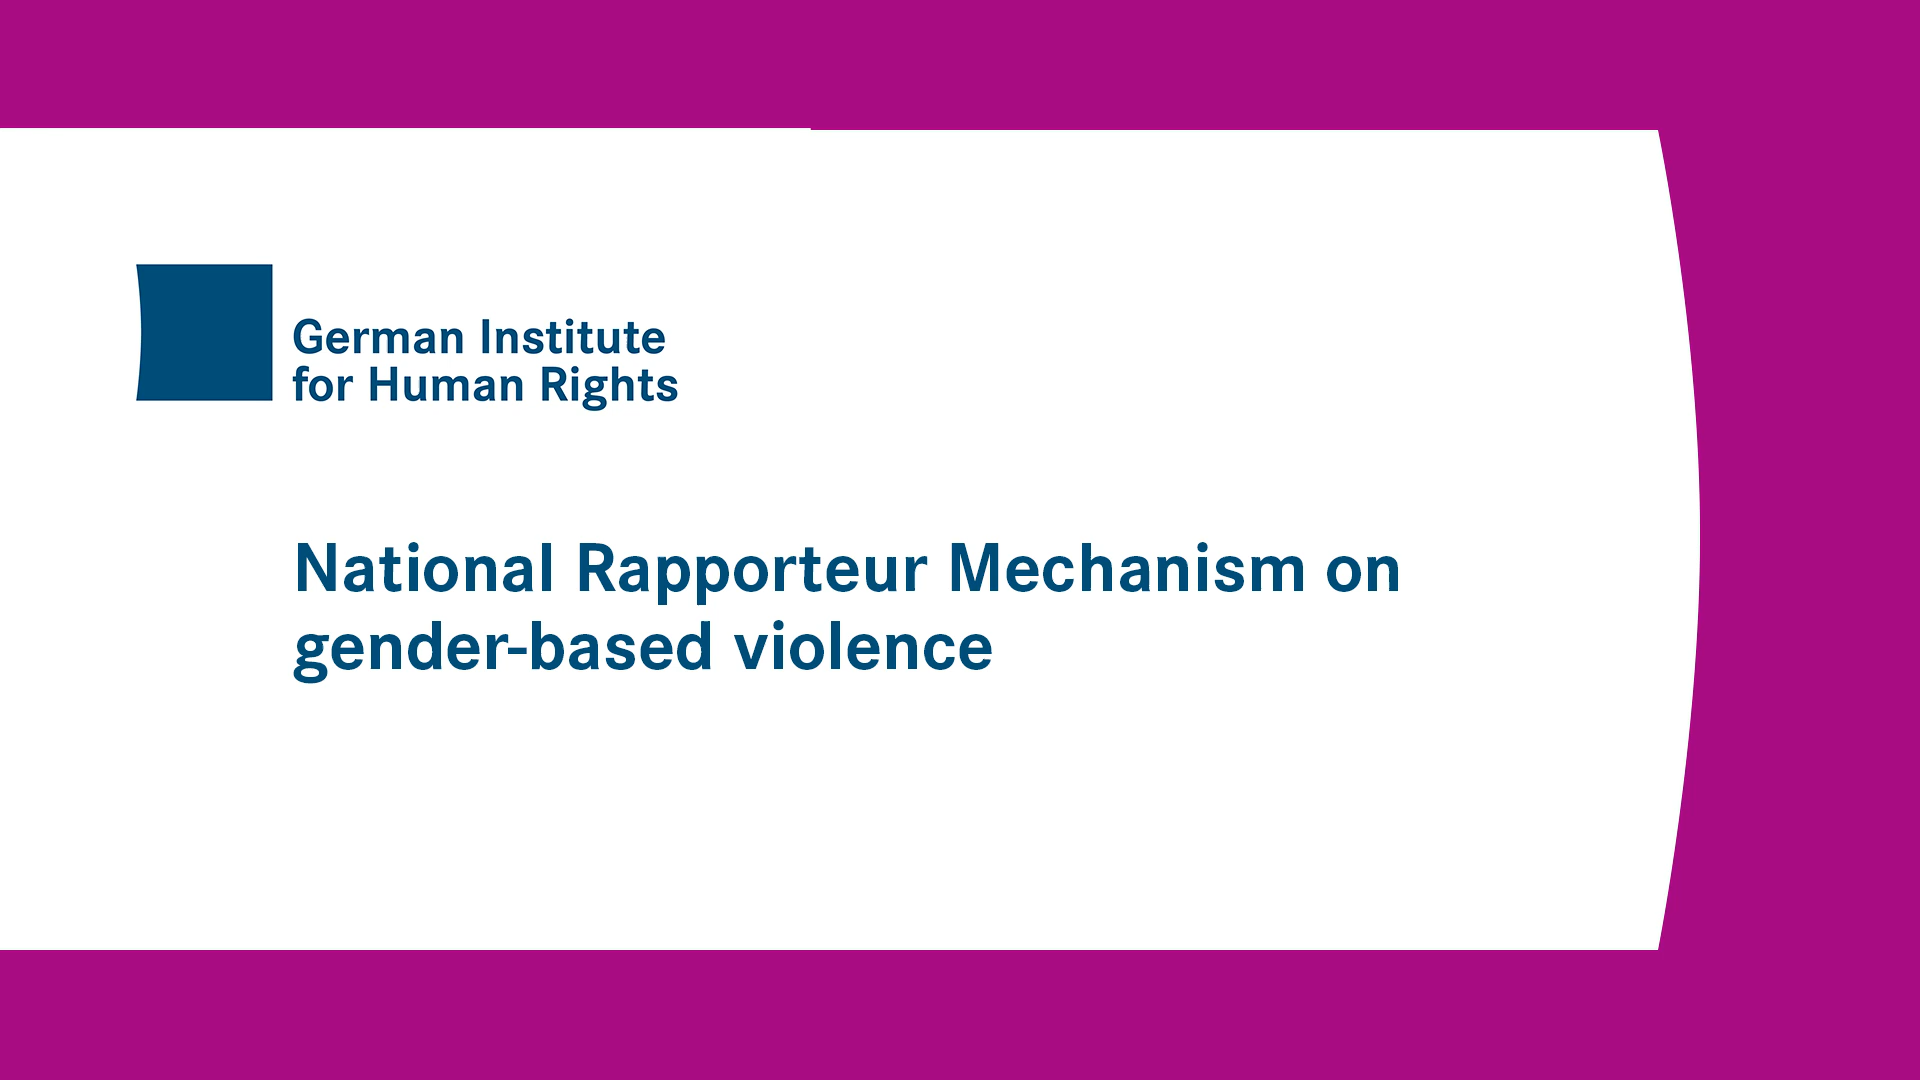 German Institute
for Human Rights
National Rapporteur Mechanism on
gender-based violence